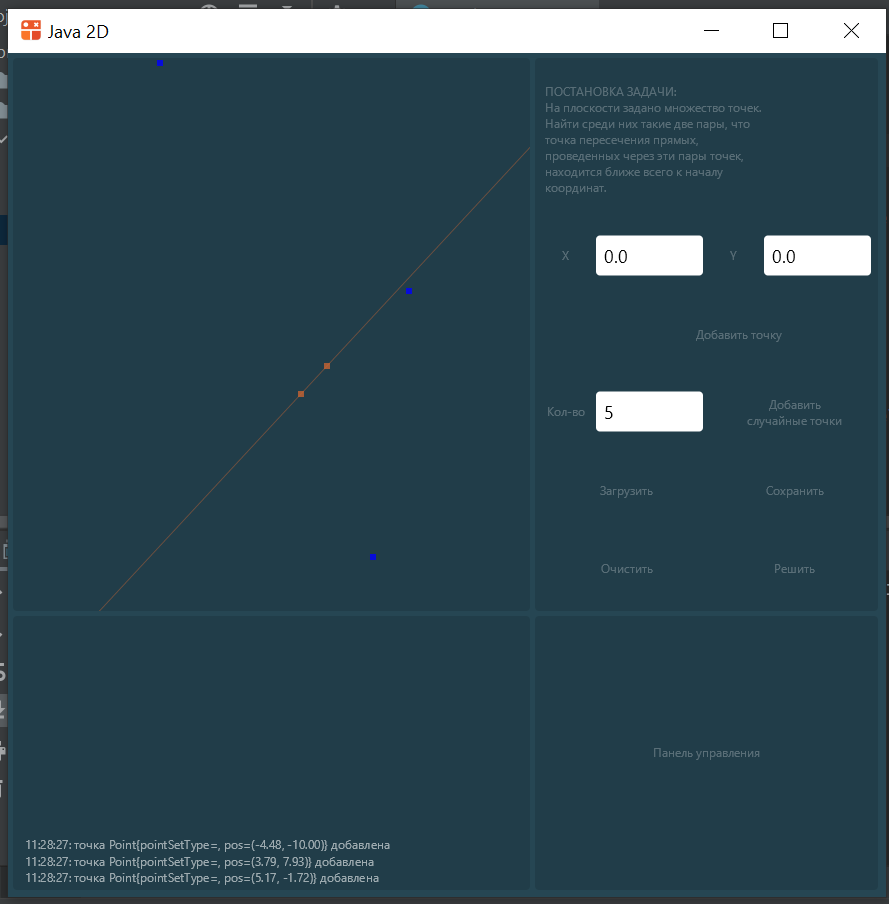 Java 2D
ПОСТАНОВКА ЗАДАЧИ:
На плоскости задано множество точек.
Найти среди них такие две пары, что
точка пересечения прямых,
проведенных через эти пары точек,
находится ближе всего к началу
координат.
X 0.0 Y 0.0
Добавить точку
Кол-во 5 Добавить
случайные точки
Загрузить Сохранить
Очистить Решить
Панель управления
11:28:27: точка Point{pointSetType=, pos=(-4.48, -10.00)} добавлена
11:28:27: точка Point{pointSetType=, pos=(3.79, 7.93)} добавлена
11:28:27: точка Point{pointSetType=, pos=(5.17, -1.72)} добавлена